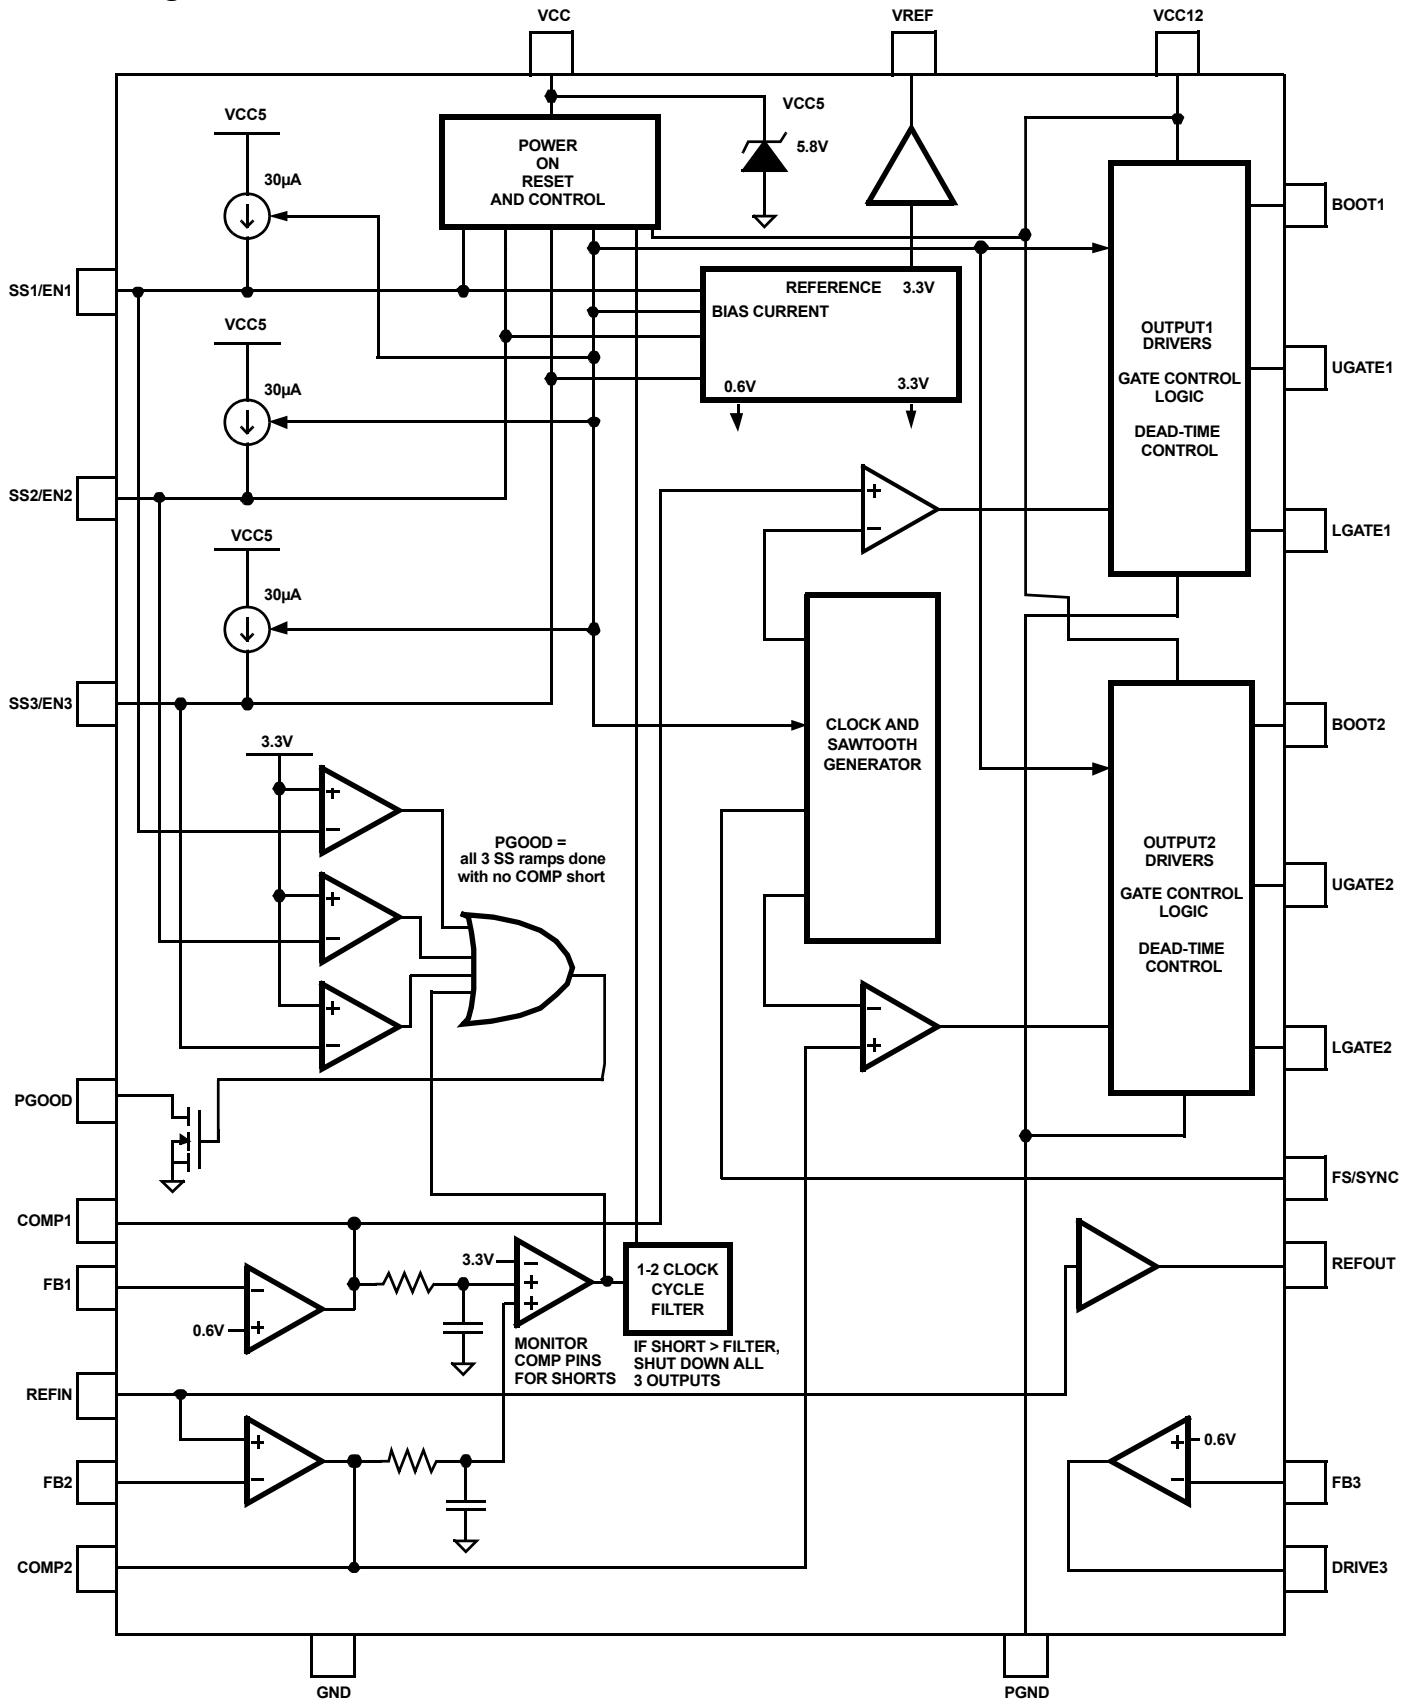 VCC
VREF
VCC12
VCC5
30µA
POWER
ON
RESET
AND CONTROL
VCC5
5.8V
BOOT1
SS1/EN1
REFERENCE 3.3V
BIAS CURRENT
0.6V
3.3V
VCC5
30µA
OUTPUT1
DRIVERS
GATE CONTROL
LOGIC
DEAD-TIME
CONTROL
UGATE1
SS2/EN2
+
−
LGATE1
VCC5
30µA
SS3/EN3
CLOCK AND
SAWTOOTH
GENERATOR
BOOT2
3.3V
+
−
+
−
+
−
PGOOD =
all 3 SS ramps done
with no COMP short
OUTPUT2
DRIVERS
GATE CONTROL
LOGIC
DEAD-TIME
CONTROL
UGATE2
−
+
LGATE2
PGOOD
FS/SYNC
COMP1
FB1
−
0.6V
+
3.3V
−
+
+
1-2 CLOCK
CYCLE
FILTER
REFOUT
MONITOR
COMP PINS
FOR SHORTS
IF SHORT > FILTER,
SHUT DOWN ALL
3 OUTPUTS
REFIN
+
−
FB2
+
0.6V
−
FB3
COMP2
DRIVE3
GND
PGND